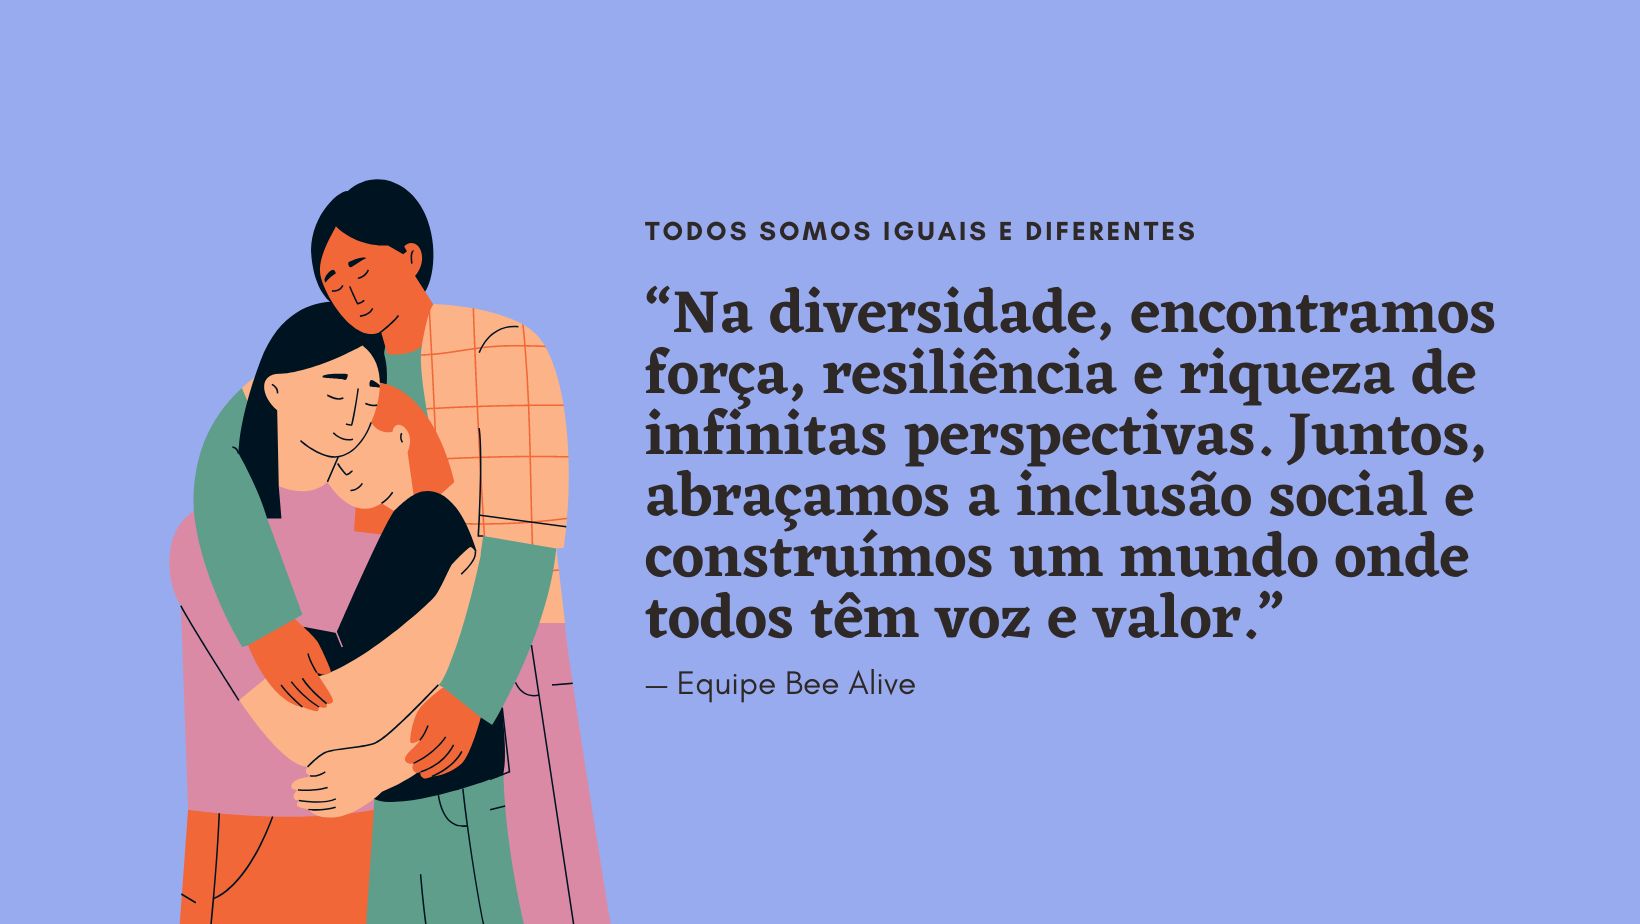 TODOS SOMOS IGUAIS E DIFERENTES
“Na diversidade, encontramos
força, resiliência e riqueza de
infinitas perspectivas. Juntos,
abraçamos a inclusão social e
construímos um mundo onde
todos têm voz e valor.”
— Equipe Bee Alive